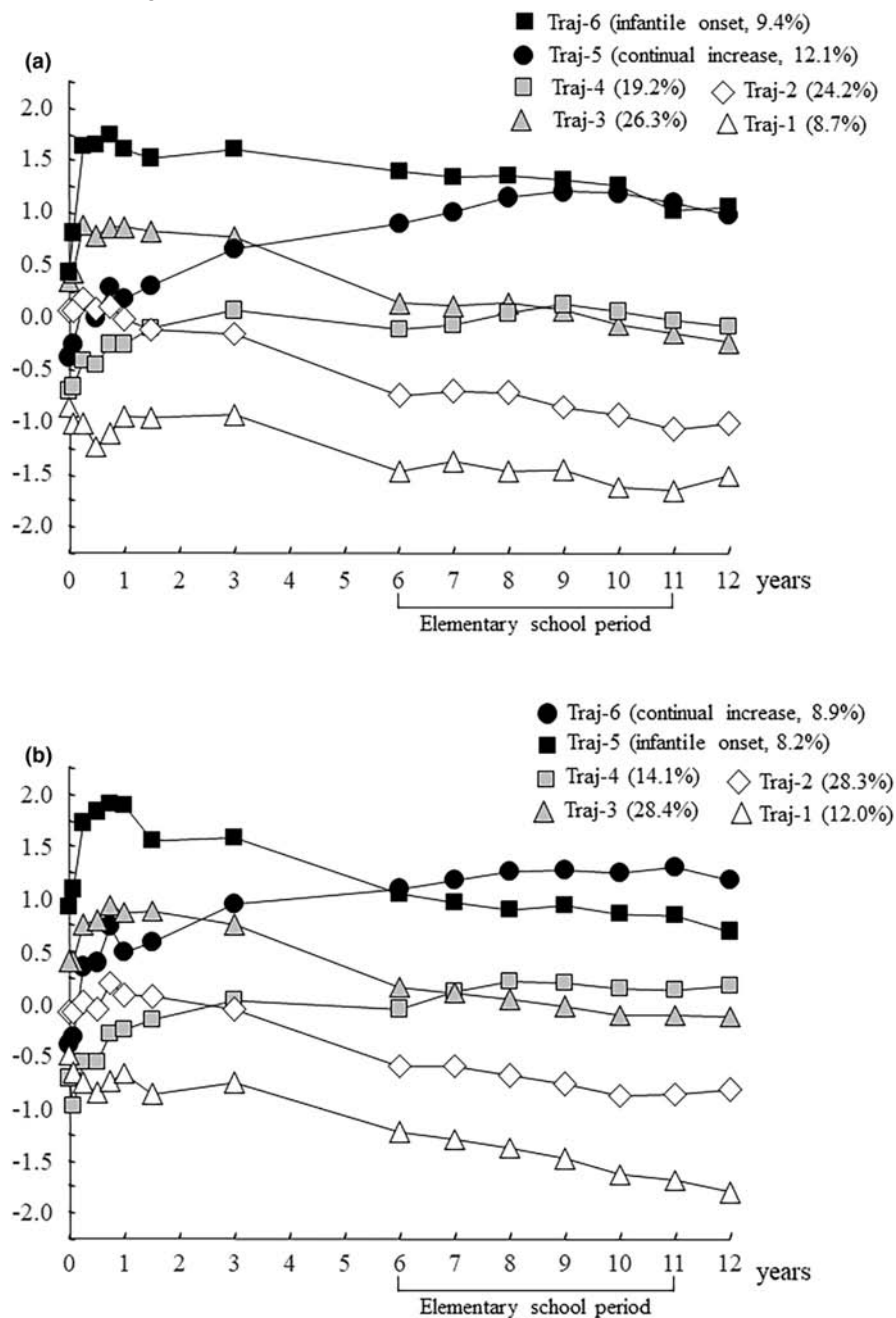 Traj-6 (infantile onset, 9.4%)
Traj-5 (continual increase, 12.1%)
Traj-4 (19.2%) Traj-2 (24.2%)
Traj-3 (26.3%) Traj-1 (8.7%)
(a)
2.0
1.5
1.0
0.5
0.0
-0.5
-1.0
-1.5
-2.0
0 1 2 3 4 5 6 7 8 9 10 11 12 years
Elementary school period
Traj-6 (continual increase, 8.9%)
Traj-5 (infantile onset, 8.2%)
Traj-4 (14.1%) Traj-2 (28.3%)
Traj-3 (28.4%) Traj-1 (12.0%)
(b)
2.0
1.5
1.0
0.5
0.0
-0.5
-1.0
-1.5
-2.0
0 1 2 3 4 5 6 7 8 9 10 11 12 years
Elementary school period